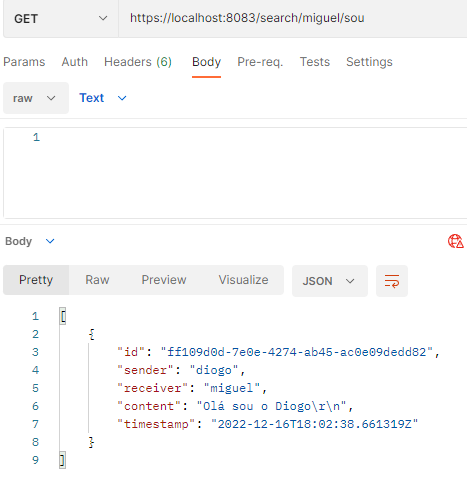 GET https://localhost:8083/search/miguel/sou
Params Auth Headers (6) Body Pre-req. Tests Settings
raw Text
1
Body
Pretty Raw Preview Visualize JSON
1 [
2 {
3 "id": "ff109d0d-7e0e-4274-ab45-ac0e09dedd82",
4 "sender": "diogo",
5 "receiver": "miguel",
6 "content": "Olá sou o Diogo\r\n",
7 "timestamp": "2022-12-16T18:02:38.661319Z"
8 }
9 ]